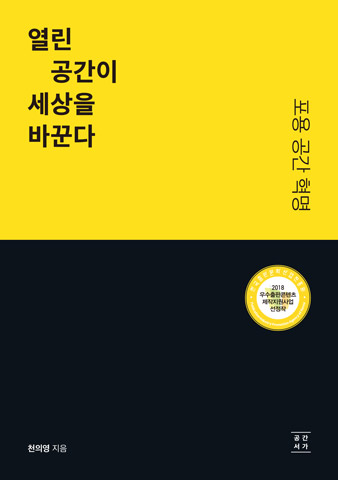 열린
공간이
세상을
바꾼다
포용 공간 혁명
2018
우수출판콘텐츠
제작지원사업
선정작
천의영 지음
공간
서가